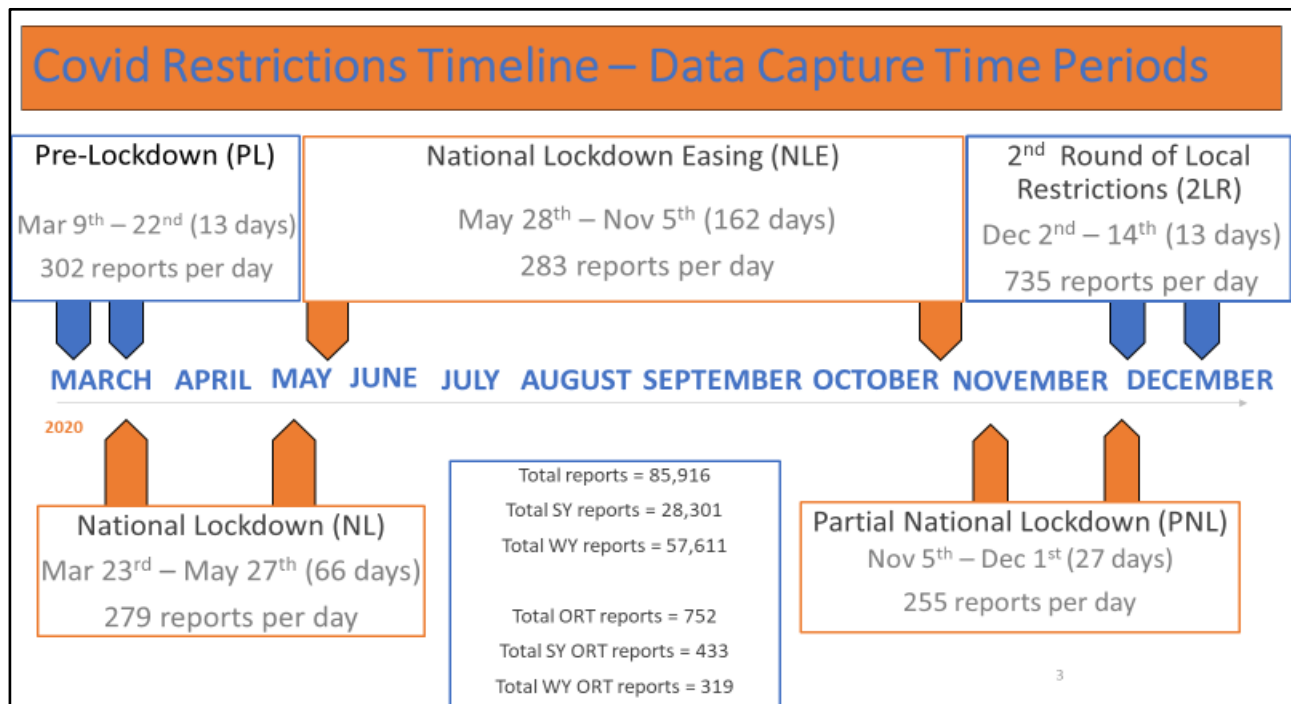 Covid Restrictions Timeline – Data Capture Time Periods
Pre-Lockdown (PL)
Mar 9th – 22nd (13 days)
302 reports per day
National Lockdown Easing (NLE)
May 28th – Nov 5th (162 days)
283 reports per day
2nd Round of Local
Restrictions (2LR)
Dec 2nd – 14th (13 days)
735 reports per day
MARCH APRIL MAY JUNE JULY AUGUST SEPTEMBER OCTOBER NOVEMBER DECEMBER
2020
National Lockdown (NL)
Mar 23rd – May 27th (66 days)
279 reports per day
Total reports = 85,916
Total SY reports = 28,301
Total WY reports = 57,611
Total ORT reports = 752
Total SY ORT reports = 433
Total WY ORT reports = 319
Partial National Lockdown (PNL)
Nov 5th – Dec 1st (27 days)
255 reports per day
3